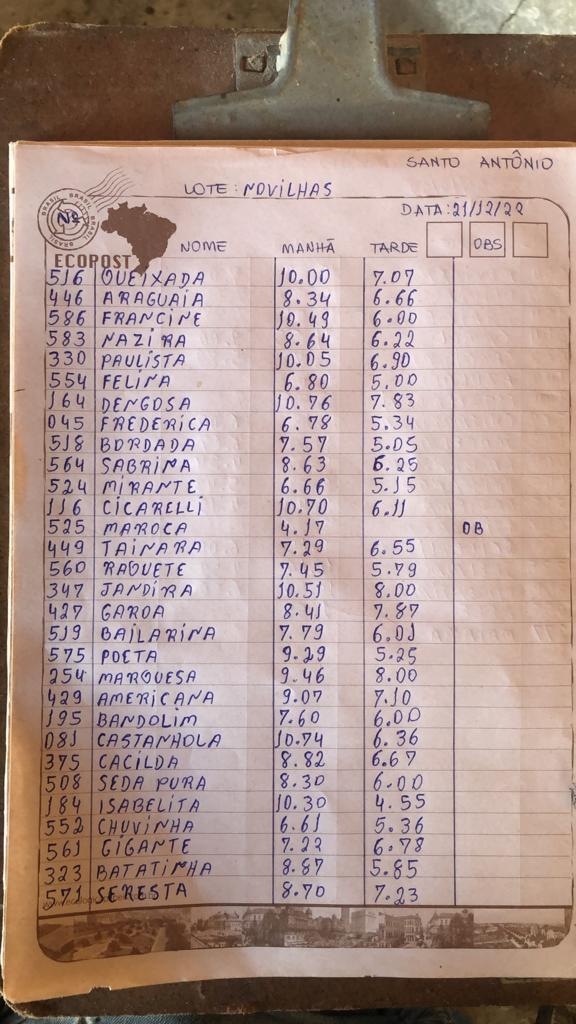 SANTO ANTÔNIO
LOTE: NOVILHAS
DATA: 21/12/22
BRASIL BRASIL BRASIL
Nº NOME MANHÃ TARDE OBS
ECOPOST
516 QUEIXADA 10.00 7.07
446 ARAGUAIA 8.34 6.66
586 FRANCINE 10.49 6.00
583 NAZIRA 8.64 6.22
330 PAULISTA 10.05 6.90
554 FELINA 6.80 5.00
164 DENGOSA 10.76 7.83
045 FREDERICA 6.78 5.34
518 BORDADA 7.57 5.05
564 SABRINA 8.63 6.25
524 MIRANTE 6.66 5.15
116 CICARELLI 10.70 6.11
525 MAROCA 4.17 OB
449 TAINARA 7.29 6.55
560 RAQUETE 7.45 5.79
347 JANDIRA 10.51 8.00
427 GAROA 8.41 7.87
519 BAILARINA 7.79 6.01
575 POETA 9.29 5.25
254 MARQUESA 9.46 8.00
429 AMERICANA 9.07 7.10
195 BANDOLIM 7.60 6.00
081 CASTANHOLA 10.74 6.36
375 CACILDA 8.82 6.67
508 SEDA PURA 8.30 6.00
184 ISABELITA 10.30 4.55
552 CHUVINHA 6.61 5.36
561 GIGANTE 7.22 6.78
323 BATATINHA 8.87 5.85
571 SERESTA 8.70 7.23